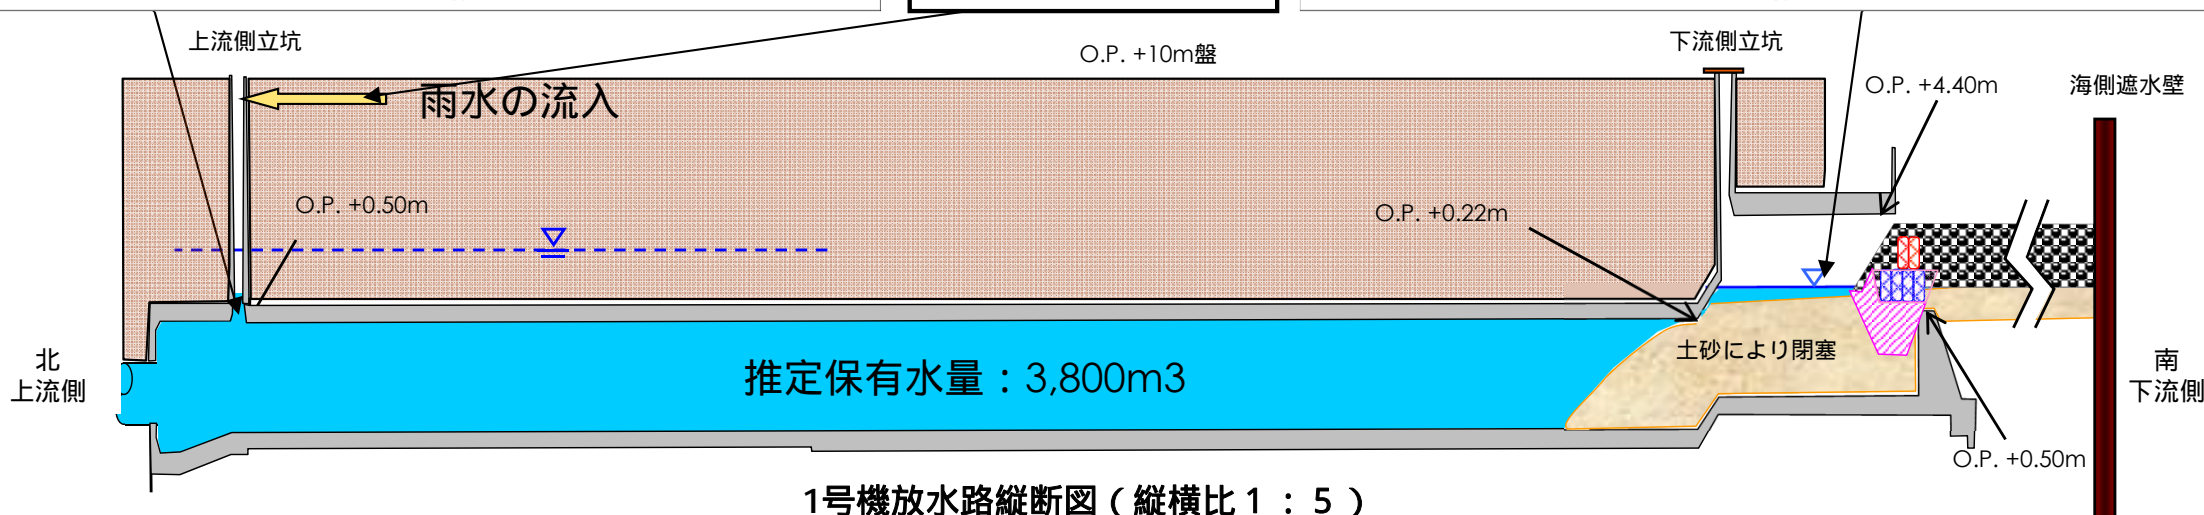 上流側立坑
O.P. +10m盤
下流側立坑
O.P. +4.40m
海側遮水壁
雨水の流入
O.P. +0.50m
O.P. +0.22m
土砂により閉塞
北
上流側
推定保有水量：3,800m3
南
下流側
O.P. +0.50m
1号機放水路縦断図（縦横比１：５）